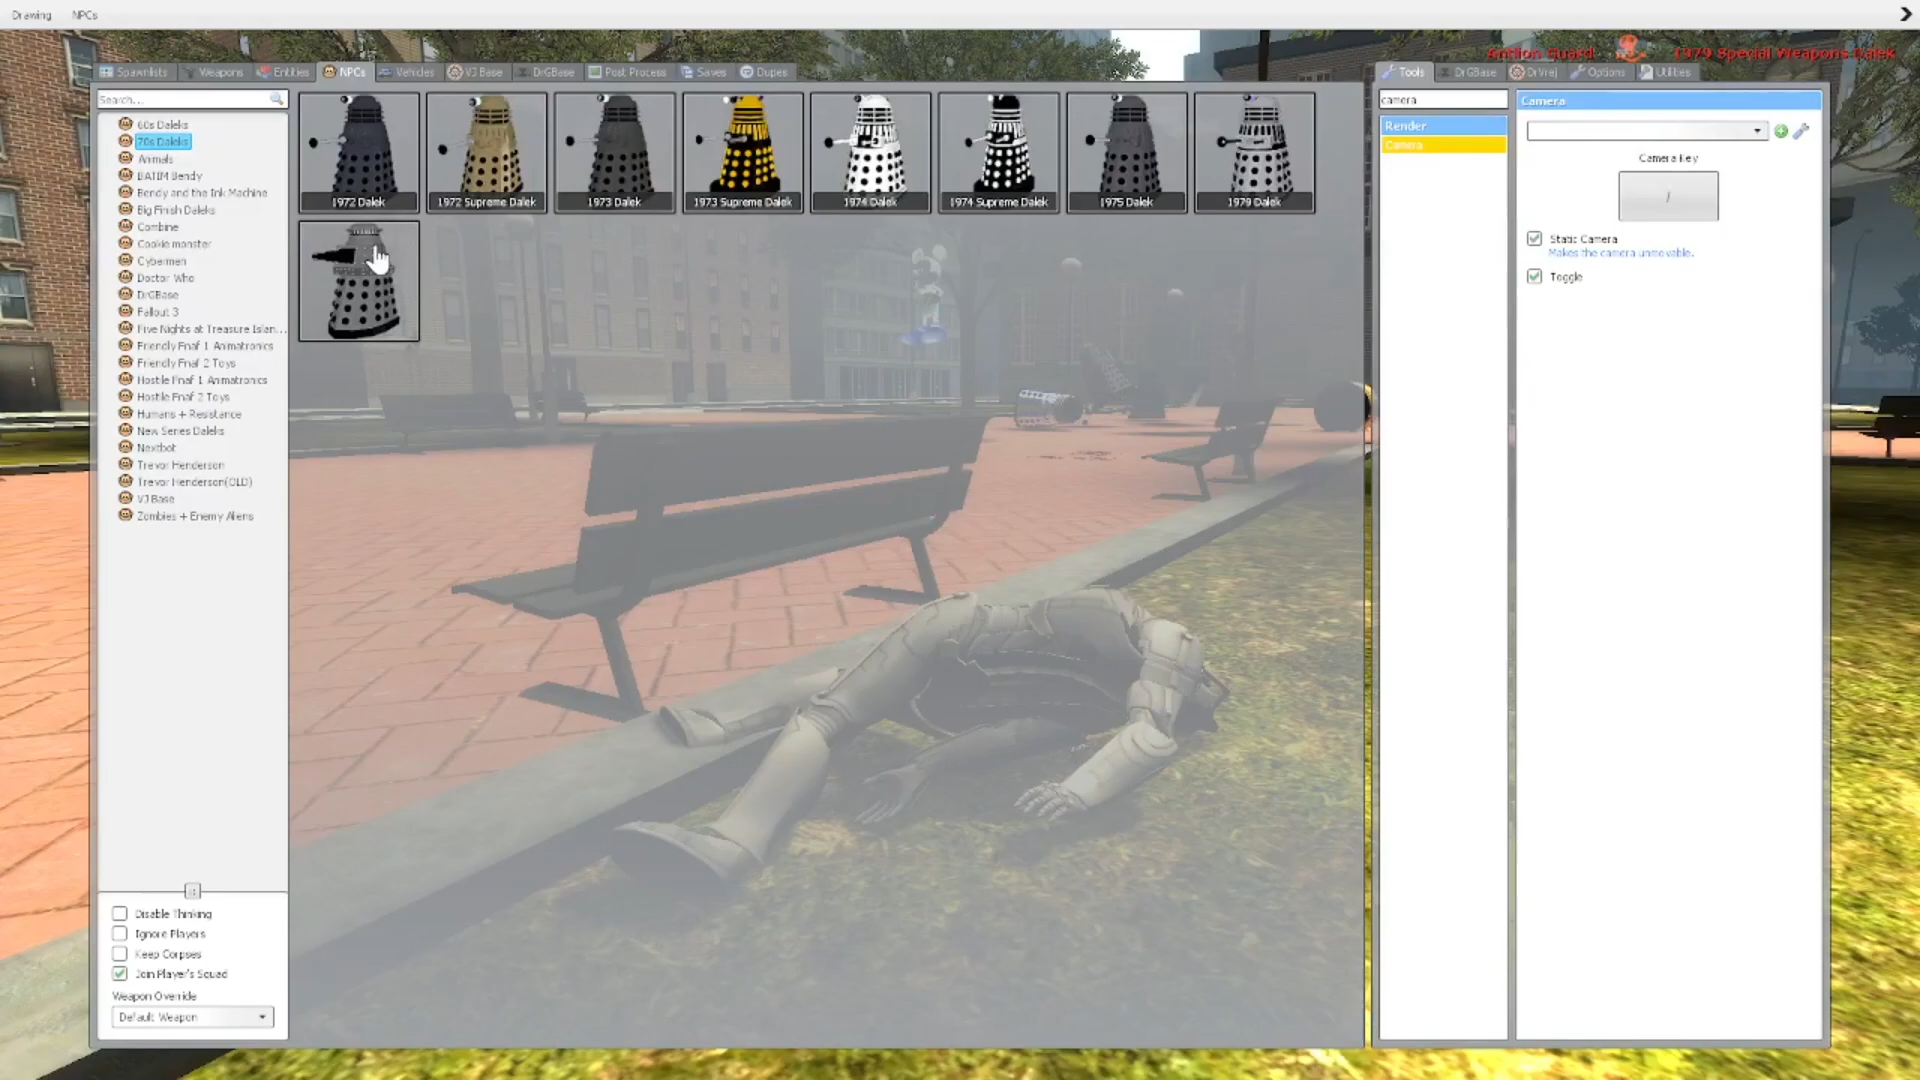 Drawing NPCs
Antlion Guard 1979 Special Weapons Dalek
Spawnlists Weapons Entities NPCs Vehicles VJ Base DrGBase Post Process Saves Dupes
Tools DrGBase DrVrej Options Utilities
Search...
60s Daleks
70s Daleks
Animals
BATIM Bendy
Bendy and the Ink Machine
Big Finish Daleks
Combine
Cookie monster
Cybermen
Doctor Who
DrGBase
Fallout 3
Five Nights at Treasure Islan...
Friendly Fnaf 1 Animatronics
Friendly Fnaf 2 Toys
Hostile Fnaf 1 Animatronics
Hostile Fnaf 2 Toys
Humans + Resistance
New Series Daleks
Nextbot
Trevor Henderson
Trevor Henderson(OLD)
VJ Base
Zombies + Enemy Aliens
Disable Thinking
Ignore Players
Keep Corpses
Join Player's Squad
Weapon Override
Default Weapon
1972 Dalek
1972 Supreme Dalek
1973 Dalek
1973 Supreme Dalek
1974 Dalek
1974 Supreme Dalek
1975 Dalek
1979 Dalek
camera
Render
Camera
Camera
Camera Key
/
Static Camera
Makes the camera unmovable.
Toggle